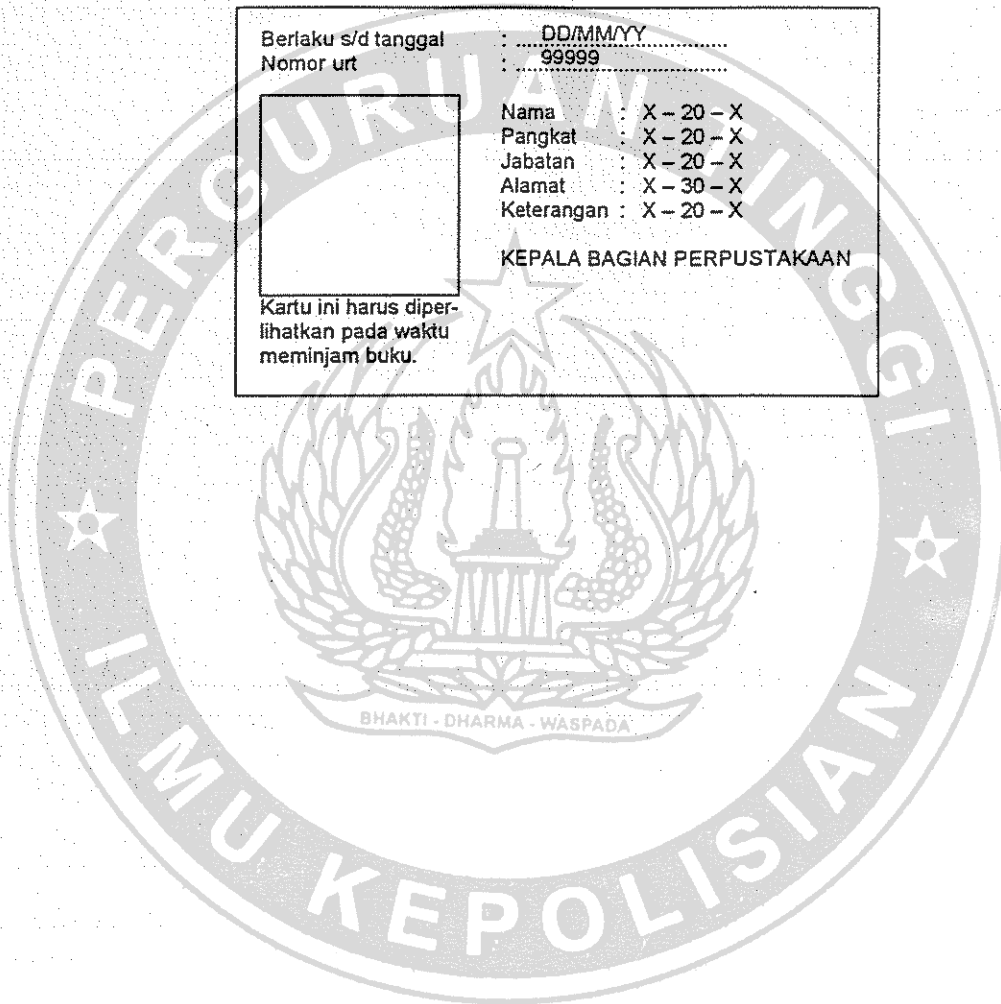 Berlaku s/d tanggal : DD/MM/YY
Nomor urt : 99999
Nama : X – 20 – X
Pangkat : X – 20 – X
Jabatan : X – 20 – X
Alamat : X – 30 – X
Keterangan : X – 20 – X
KEPALA BAGIAN PERPUSTAKAAN
Kartu ini harus diper-
lihatkan pada waktu
meminjam buku.
PERGURUAN TINGGI
BHAKTI - DHARMA - WASPADA
ILMU KEPOLISIAN